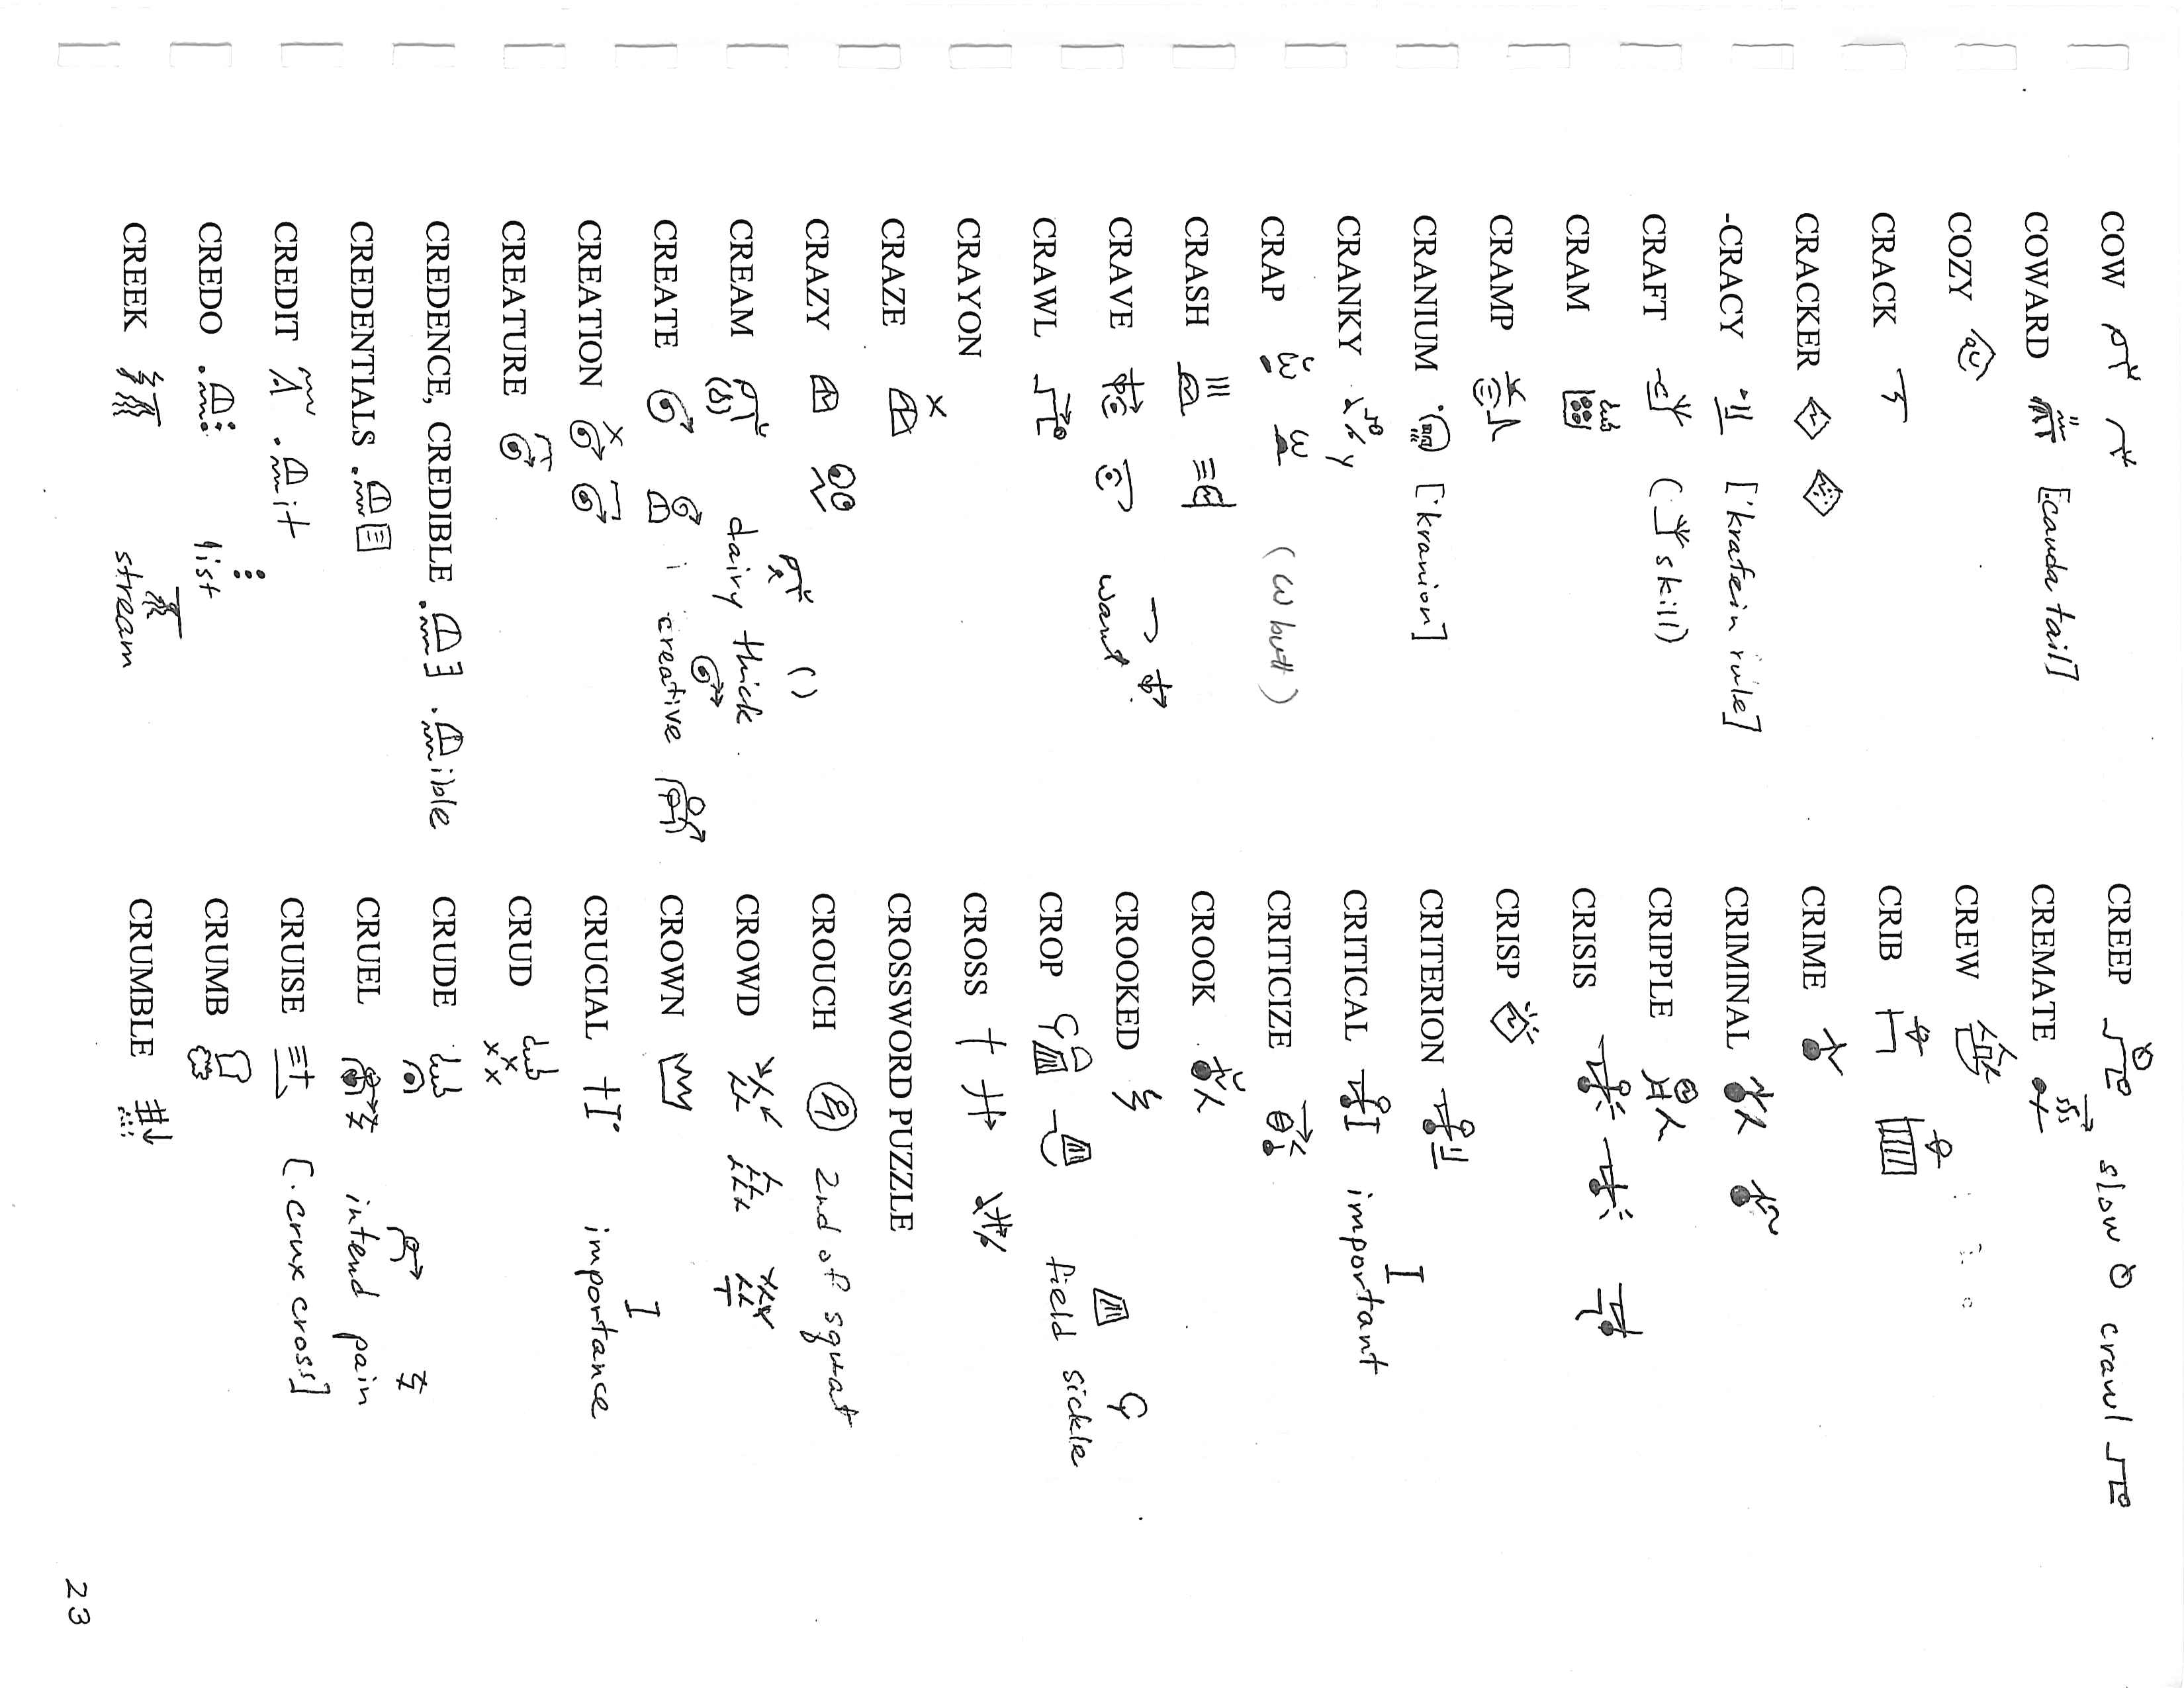 COW
COWARD [cauda tail]
COZY
CRACK
CRACKER
-CRACY [·kratein rule]
CRAFT ( skill)
CRAM
CRAMP
CRANIUM [·kranion]
CRANKY y
CRAP (ω butt)
CRASH
CRAVE want
CRAWL
CRAYON
CRAZE
CRAZY
CREAM dairy thick
CREATE i creative
CREATION
CREATURE
CREDENCE, CREDIBLE ible
CREDENTIALS
CREDIT it
CREDO list
CREEK stream
CREEP slow crawl
CREMATE
CREW
CRIB
CRIME
CRIMINAL
CRIPPLE
CRISIS
CRISP
CRITERION
CRITICAL important
CRITICIZE
CROOK
CROOKED
CROP field sickle
CROSS
CROSSWORD PUZZLE
CROUCH 2nd of squat
CROWD
CROWN
CRUCIAL importance
CRUD
CRUDE
CRUEL intend pain
CRUISE [·crux cross]
CRUMB
CRUMBLE
23